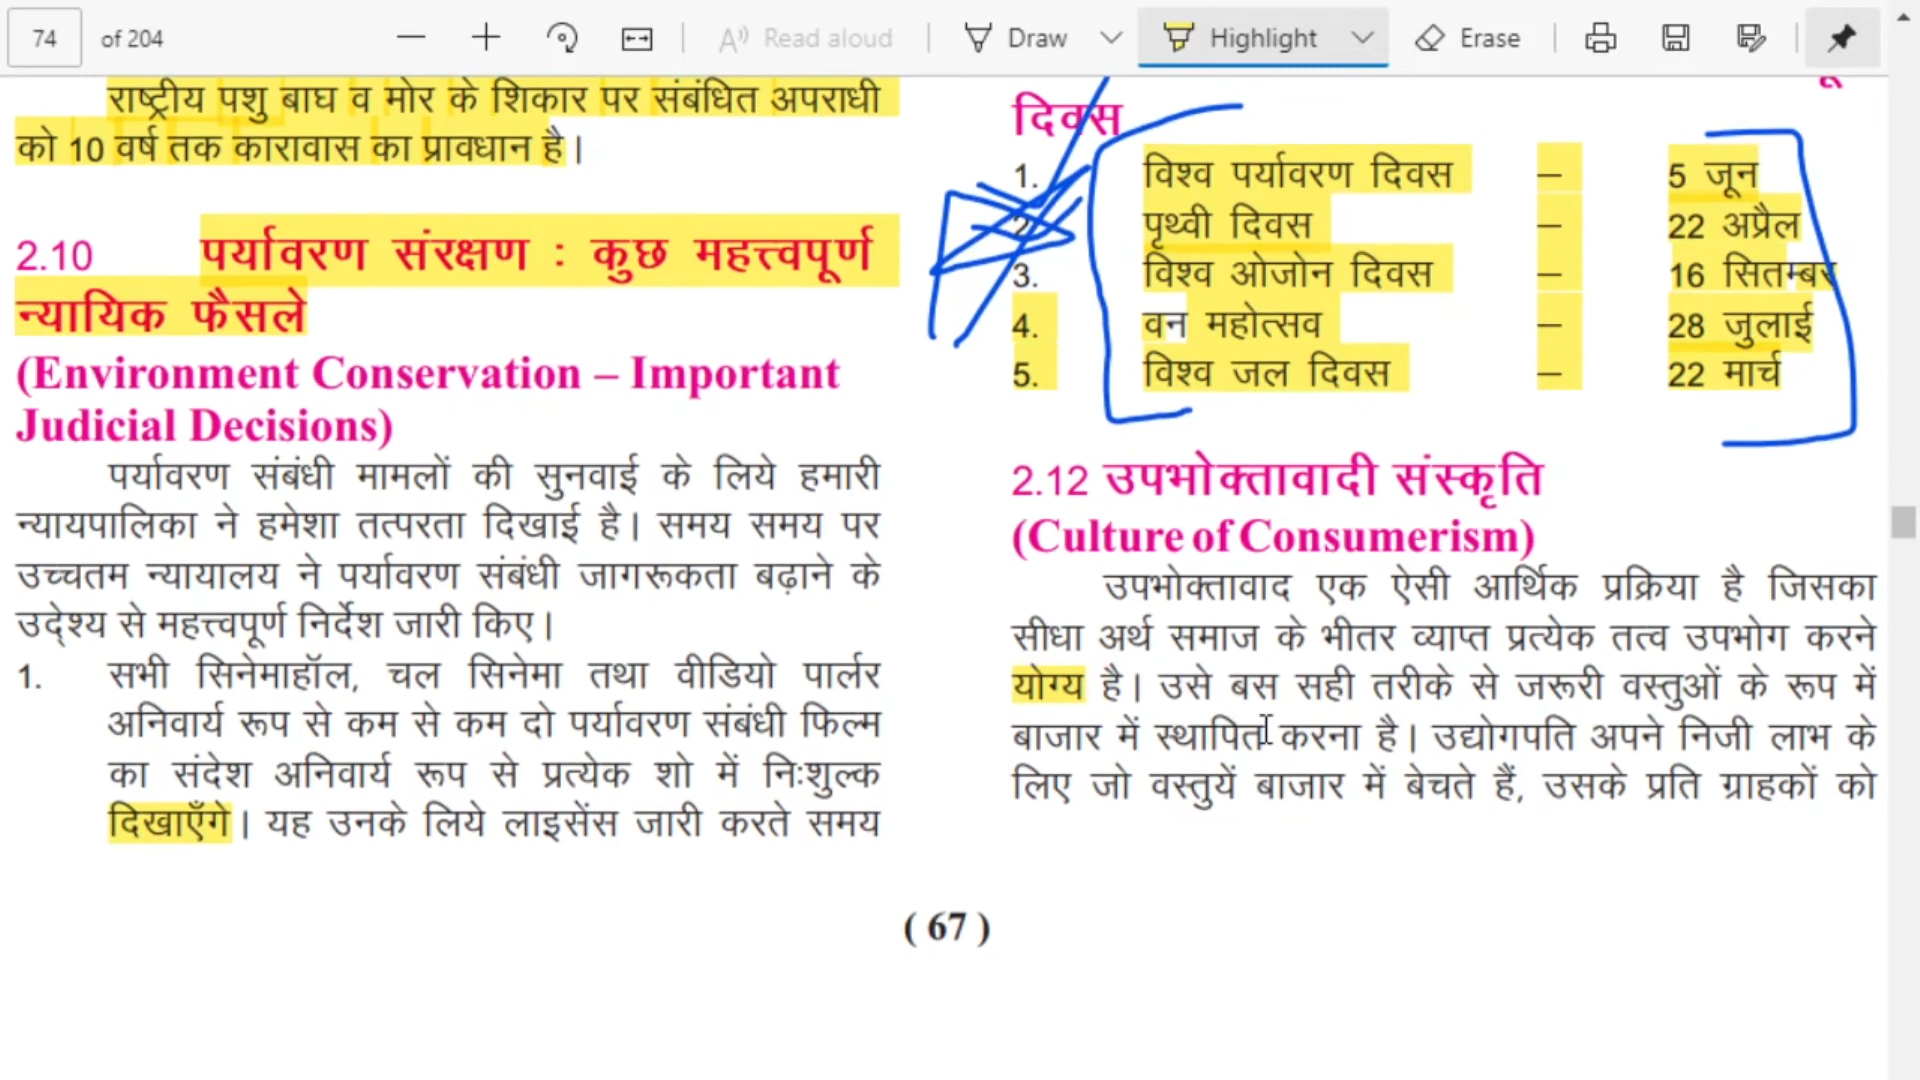 74 of 204 Read aloud Draw Highlight Erase
राष्ट्रीय पशु बाघ व मोर के शिकार पर संबंधित अपराधी
को 10 वर्ष तक कारावास का प्रावधान है।
2.10 पर्यावरण संरक्षण : कुछ महत्त्वपूर्ण
न्यायिक फैसले
(Environment Conservation – Important
Judicial Decisions)
पर्यावरण संबंधी मामलों की सुनवाई के लिये हमारी
न्यायपालिका ने हमेशा तत्परता दिखाई है। समय समय पर
उच्चतम न्यायालय ने पर्यावरण संबंधी जागरूकता बढ़ाने के
उद्देश्य से महत्त्वपूर्ण निर्देश जारी किए।
1. सभी सिनेमाहॉल, चल सिनेमा तथा वीडियो पार्लर
अनिवार्य रूप से कम से कम दो पर्यावरण संबंधी फिल्म
का संदेश अनिवार्य रूप से प्रत्येक शो में निःशुल्क
दिखाएँगे। यह उनके लिये लाइसेंस जारी करते समय
दिवस
1. विश्व पर्यावरण दिवस – 5 जून
2. पृथ्वी दिवस – 22 अप्रैल
3. विश्व ओजोन दिवस – 16 सितम्बर
4. वन महोत्सव – 28 जुलाई
5. विश्व जल दिवस – 22 मार्च
2.12 उपभोक्तावादी संस्कृति
(Culture of Consumerism)
उपभोक्तावाद एक ऐसी आर्थिक प्रक्रिया है जिसका
सीधा अर्थ समाज के भीतर व्याप्त प्रत्येक तत्व उपभोग करने
योग्य है। उसे बस सही तरीके से जरूरी वस्तुओं के रूप में
बाजार में स्थापित करना है। उद्योगपति अपने निजी लाभ के
लिए जो वस्तुयें बाजार में बेचते हैं, उसके प्रति ग्राहकों को
( 67 )